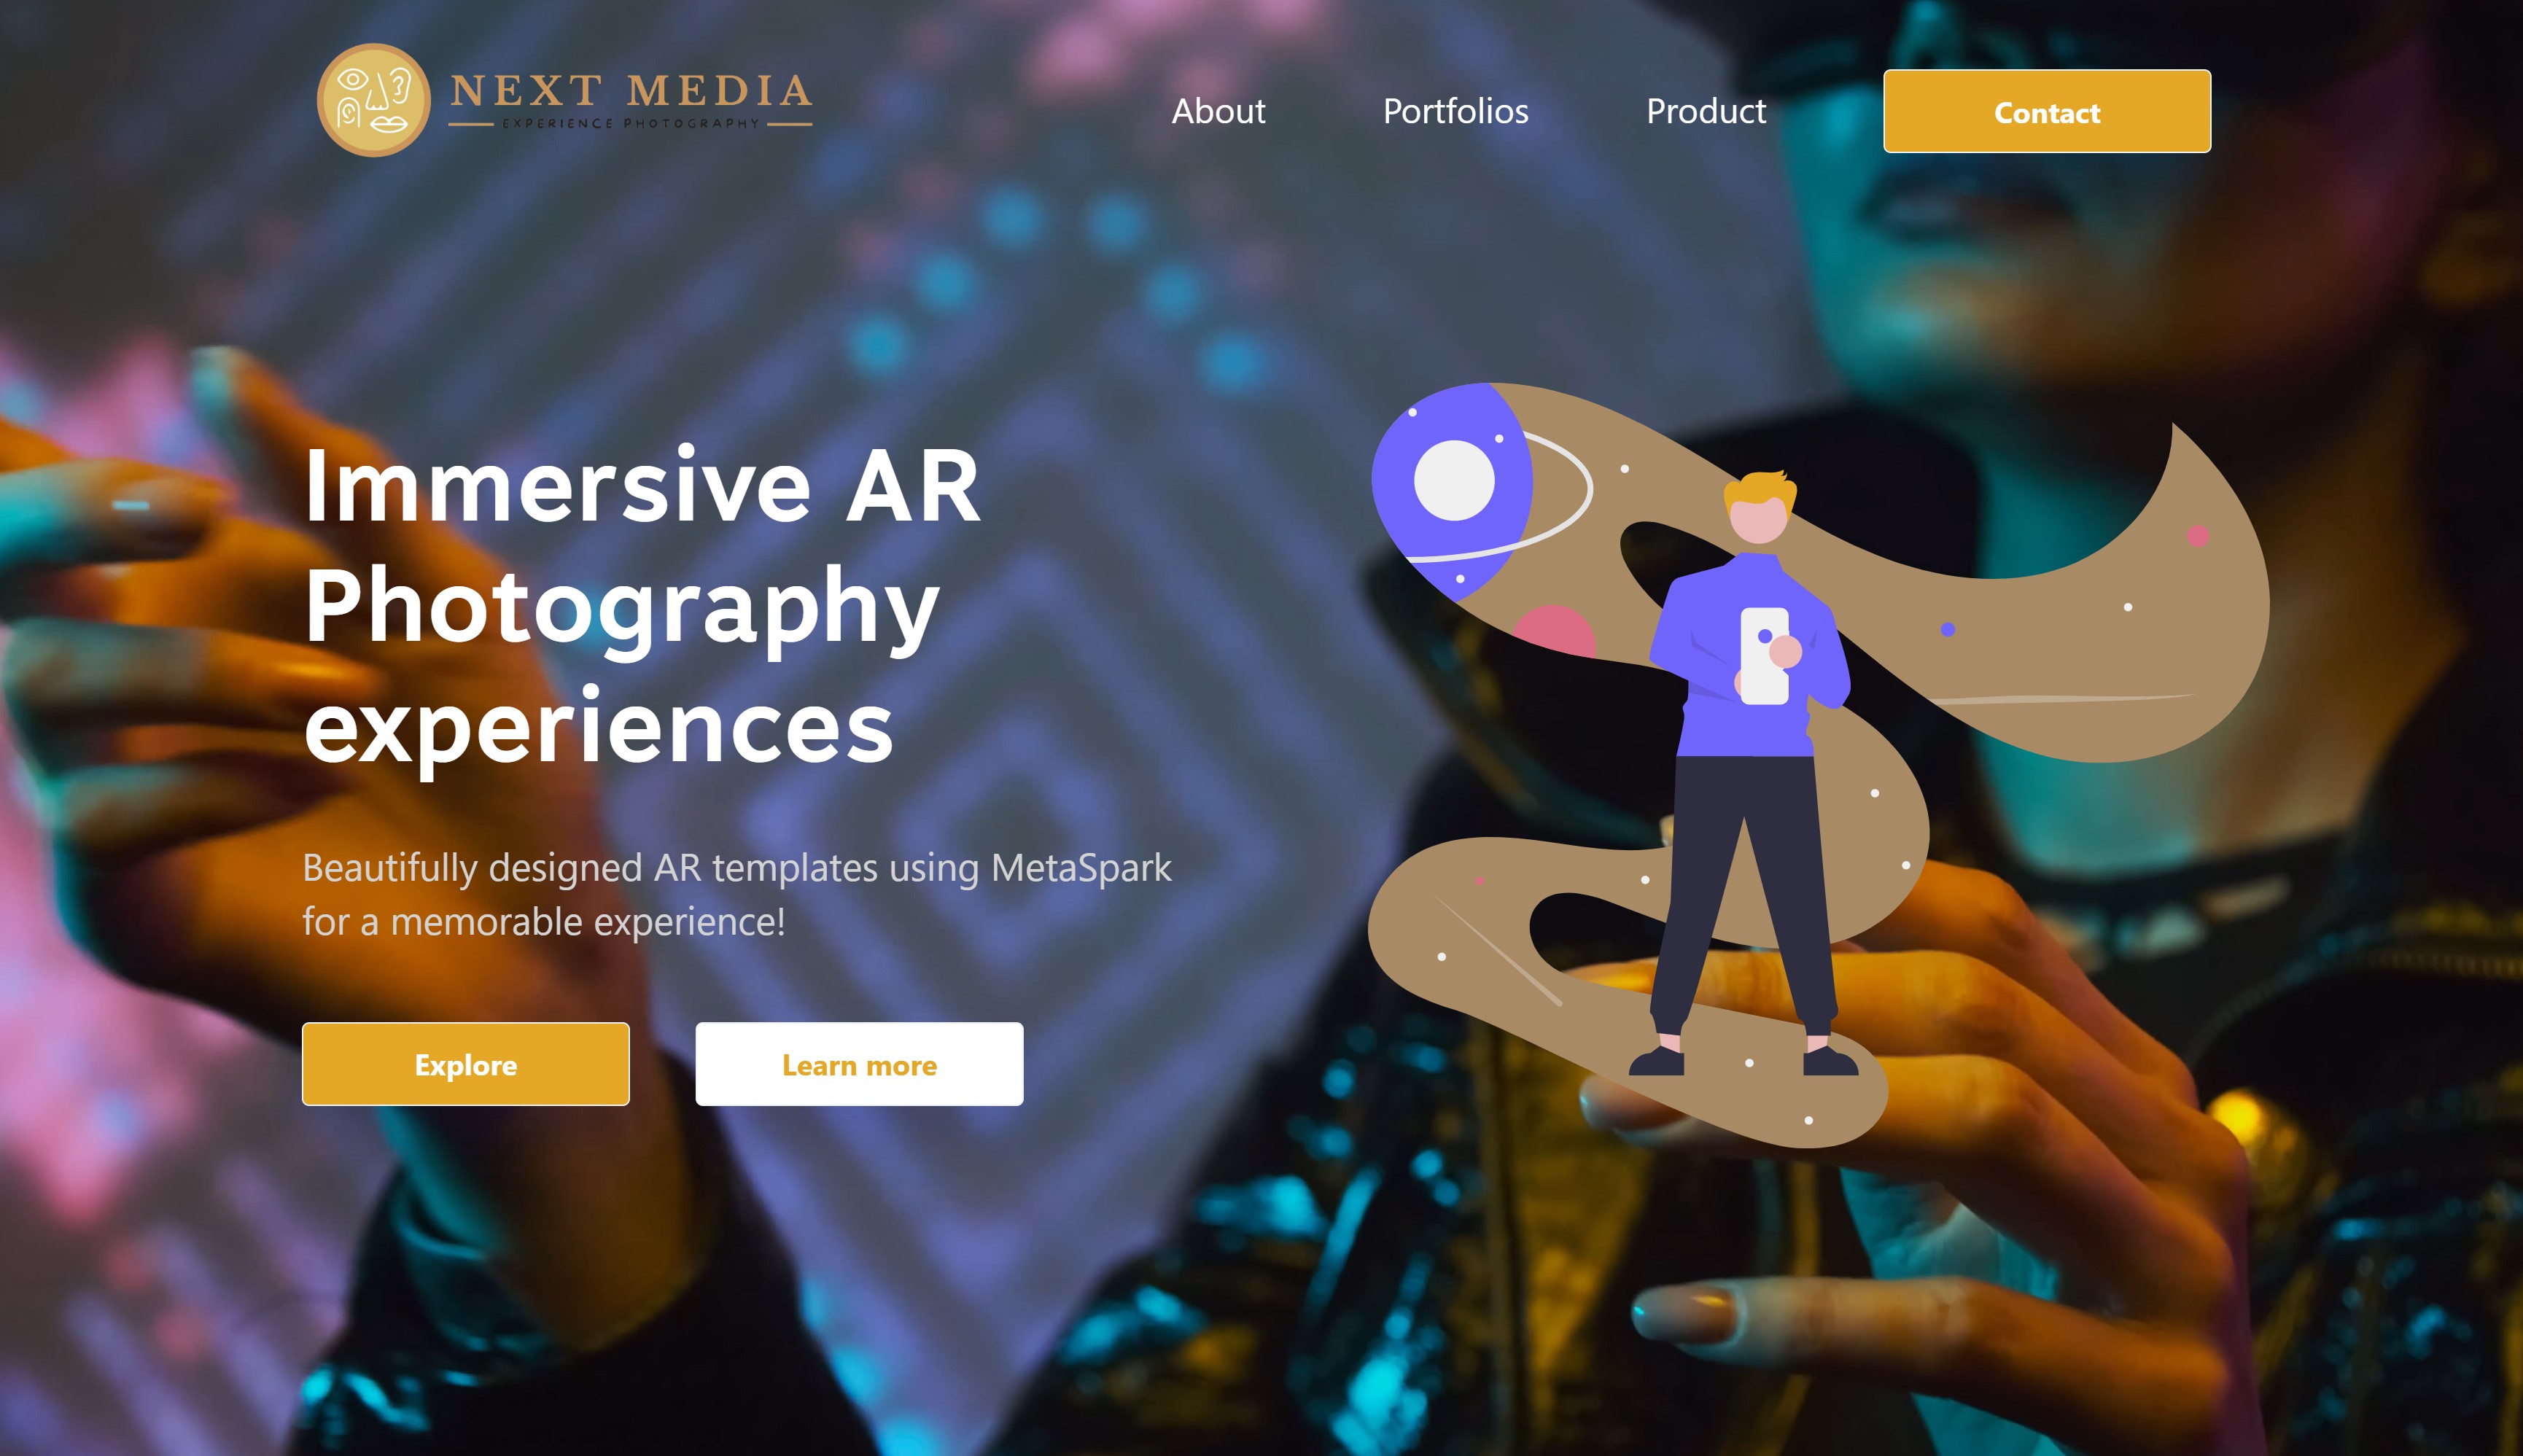 NEXT MEDIA
EXPERIENCE PHOTOGRAPHY
About
Portfolios
Product
Contact
Immersive AR
Photography
experiences
Beautifully designed AR templates using MetaSpark
for a memorable experience!
Explore
Learn more